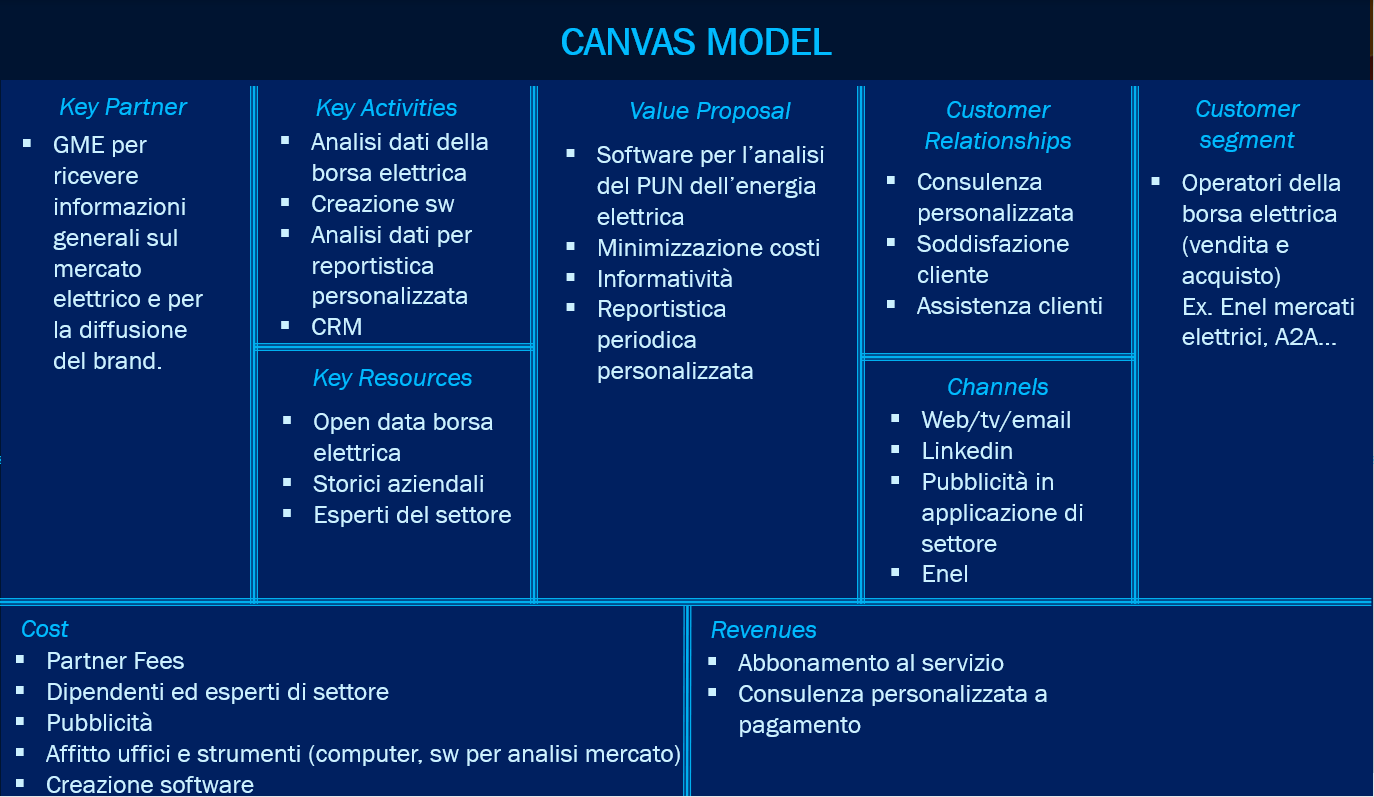 CANVAS MODEL
Key Partner
▪ GME per
ricevere
informazioni
generali sul
mercato
elettrico e per
la diffusione
del brand.
Key Activities
▪ Analisi dati della
borsa elettrica
▪ Creazione sw
▪ Analisi dati per
reportistica
personalizzata
▪ CRM
Key Resources
▪ Open data borsa
elettrica
▪ Storici aziendali
▪ Esperti del settore
Value Proposal
▪ Software per l’analisi
del PUN dell’energia
elettrica
▪ Minimizzazione costi
▪ Informatività
▪ Reportistica
periodica
personalizzata
Customer
Relationships
▪ Consulenza
personalizzata
▪ Soddisfazione
cliente
▪ Assistenza clienti
Channels
▪ Web/tv/email
▪ Linkedin
▪ Pubblicità in
applicazione di
settore
▪ Enel
Customer
segment
▪ Operatori della
borsa elettrica
(vendita e
acquisto)
Ex. Enel mercati
elettrici, A2A...
Cost
▪ Partner Fees
▪ Dipendenti ed esperti di settore
▪ Pubblicità
▪ Affitto uffici e strumenti (computer, sw per analisi mercato)
▪ Creazione software
Revenues
▪ Abbonamento al servizio
▪ Consulenza personalizzata a
pagamento